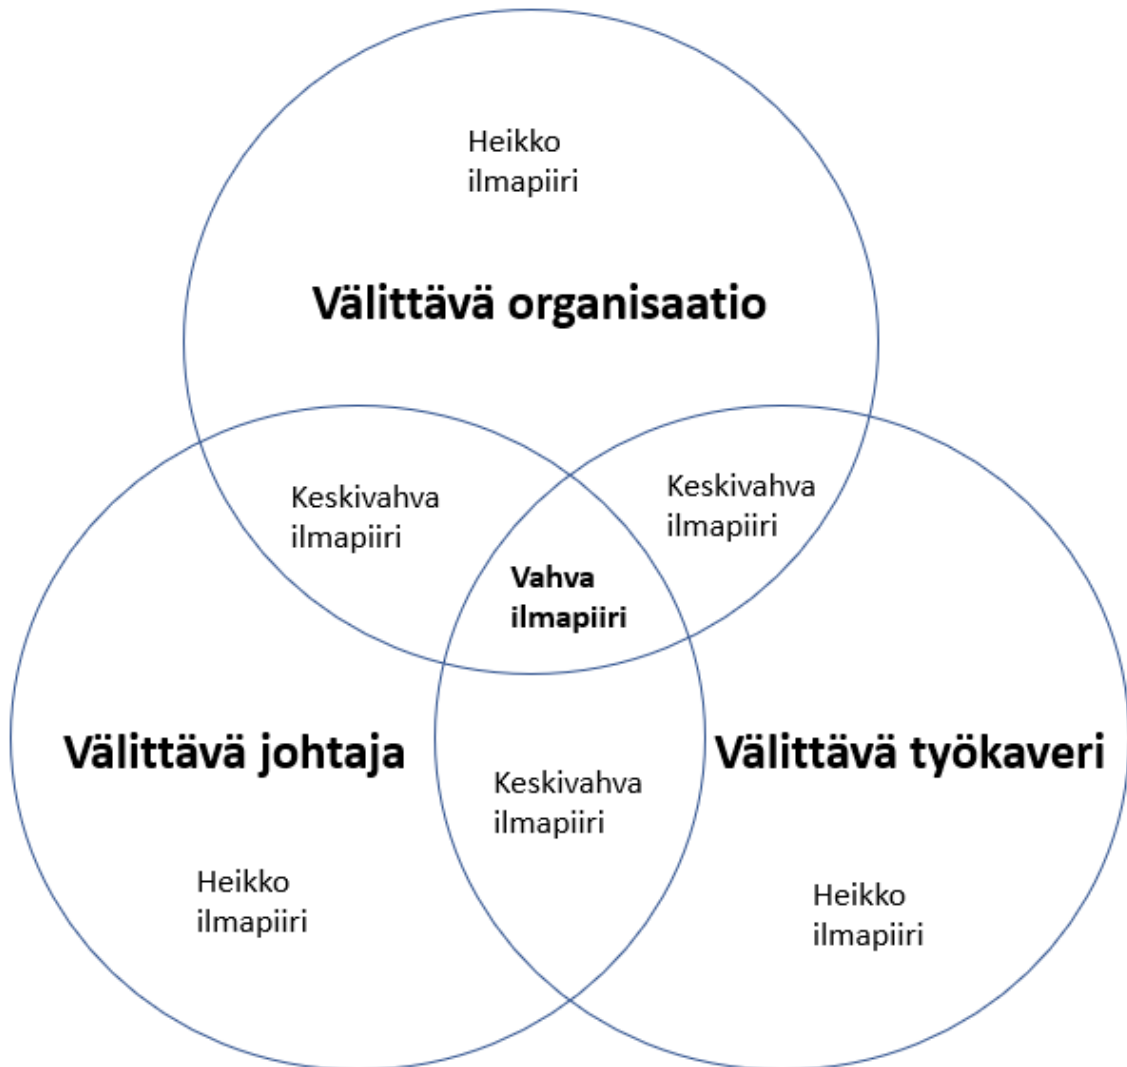 Heikko
ilmapiiri
Välittävä organisaatio
Keskivahva
ilmapiiri
Keskivahva
ilmapiiri
Vahva
ilmapiiri
Välittävä johtaja
Välittävä työkaveri
Keskivahva
ilmapiiri
Heikko
ilmapiiri
Heikko
ilmapiiri